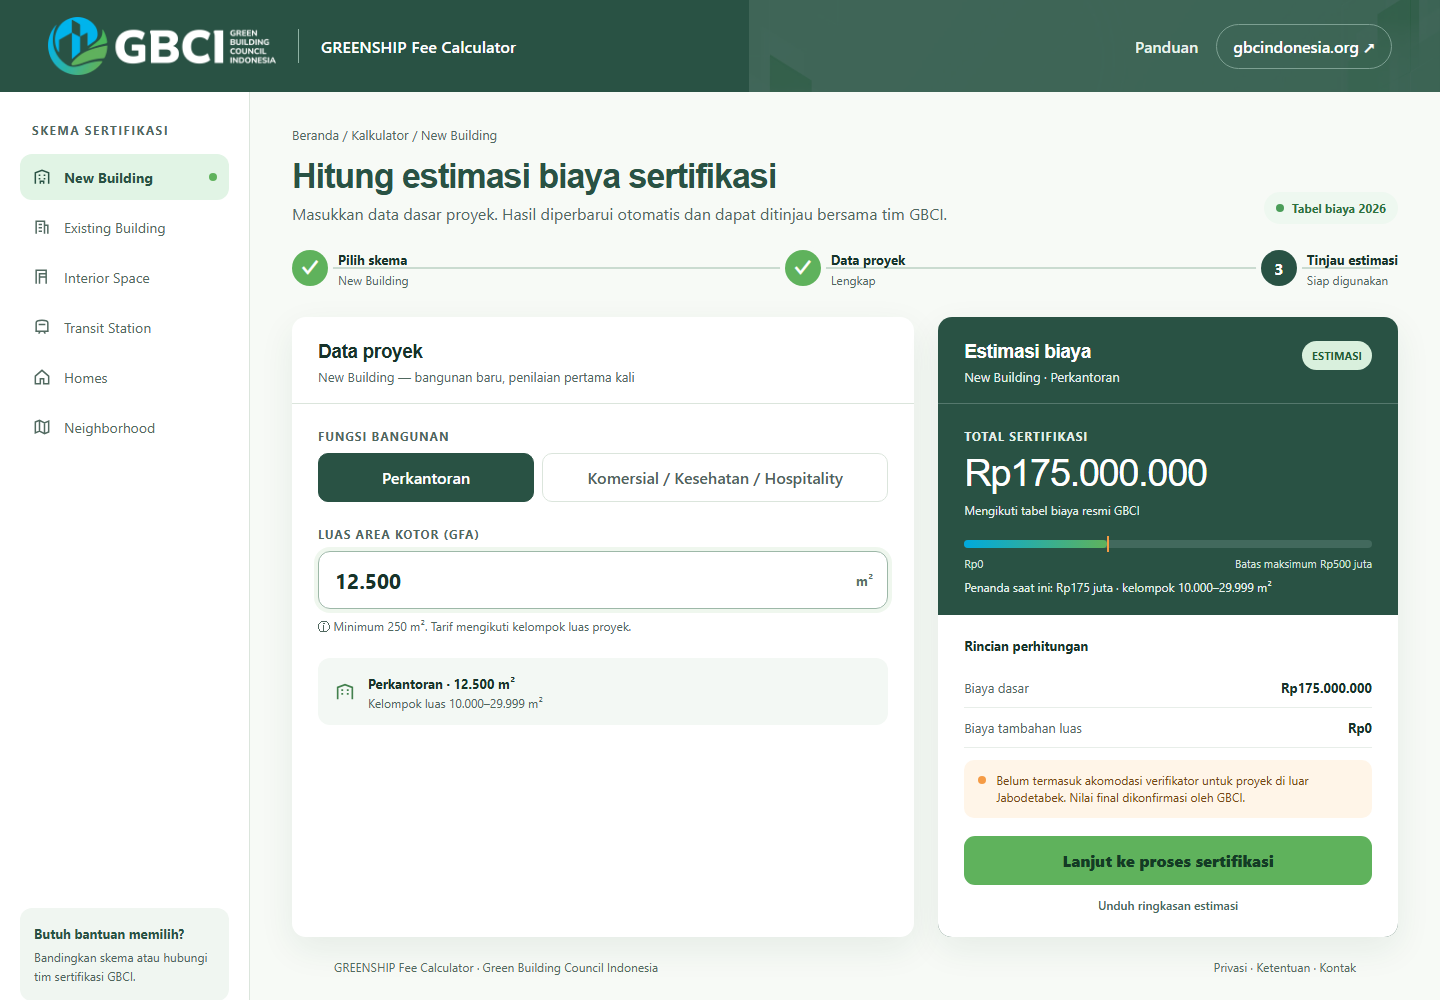 GBCI GREEN BUILDING COUNCIL INDONESIA
GREENSHIP Fee Calculator
Panduan
gbcindonesia.org ↗
SKEMA SERTIFIKASI
New Building
Existing Building
Interior Space
Transit Station
Homes
Neighborhood
Butuh bantuan memilih?
Bandingkan skema atau hubungi
tim sertifikasi GBCI.
Beranda / Kalkulator / New Building
Hitung estimasi biaya sertifikasi
Masukkan data dasar proyek. Hasil diperbarui otomatis dan dapat ditinjau bersama tim GBCI.
Tabel biaya 2026
Pilih skema
New Building
Data proyek
Lengkap
3
Tinjau estimasi
Siap digunakan
Data proyek
New Building — bangunan baru, penilaian pertama kali
FUNGSI BANGUNAN
Perkantoran
Komersial / Kesehatan / Hospitality
LUAS AREA KOTOR (GFA)
12.500 m²
ⓘ Minimum 250 m². Tarif mengikuti kelompok luas proyek.
Perkantoran · 12.500 m²
Kelompok luas 10.000–29.999 m²
Estimasi biaya
New Building · Perkantoran
ESTIMASI
TOTAL SERTIFIKASI
Rp175.000.000
Mengikuti tabel biaya resmi GBCI
Rp0 Batas maksimum Rp500 juta
Penanda saat ini: Rp175 juta · kelompok 10.000–29.999 m²
Rincian perhitungan
Biaya dasar Rp175.000.000
Biaya tambahan luas Rp0
Belum termasuk akomodasi verifikator untuk proyek di luar
Jabodetabek. Nilai final dikonfirmasi oleh GBCI.
Lanjut ke proses sertifikasi
Unduh ringkasan estimasi
GREENSHIP Fee Calculator · Green Building Council Indonesia
Privasi · Ketentuan · Kontak